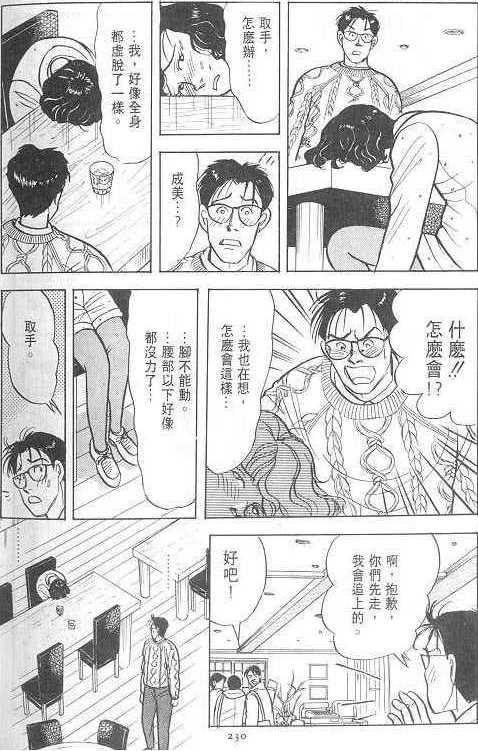 取手，
怎麼辦……
…我，好像全身
都虛脫了一樣。
成美…？
什麼!!
怎麼會!?
…我也在想，
怎麼會這樣…
…腳不能動。
…腰部以下好像
都沒力了…
取手。
啊，抱歉，
你們先走，
我會追上的。
好吧！
230